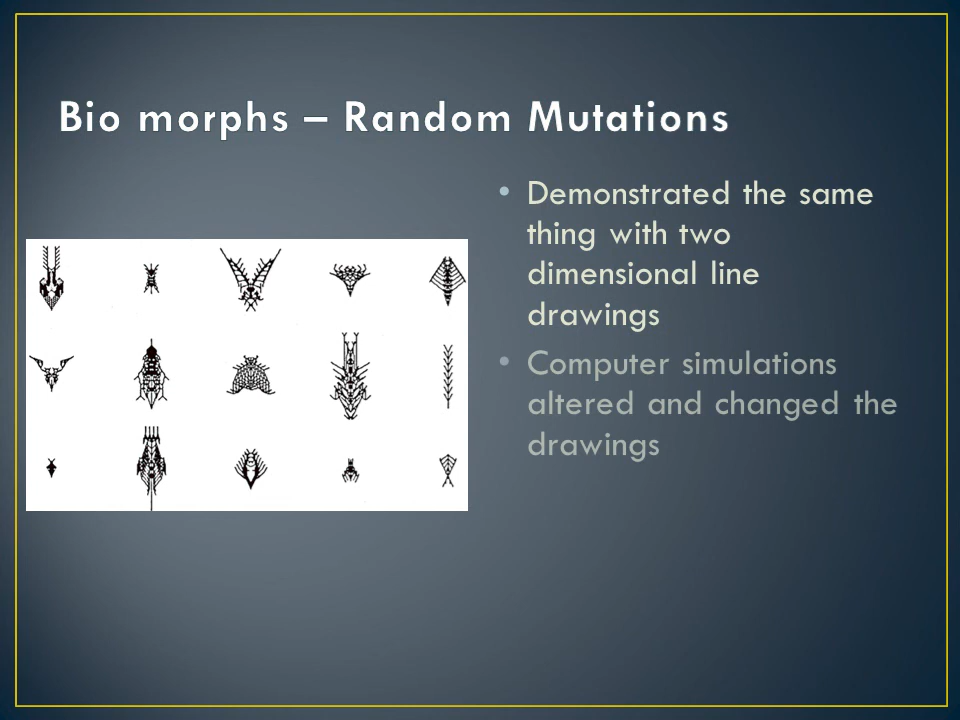 Bio morphs – Random Mutations
• Demonstrated the same
thing with two
dimensional line
drawings
• Computer simulations
altered and changed the
drawings